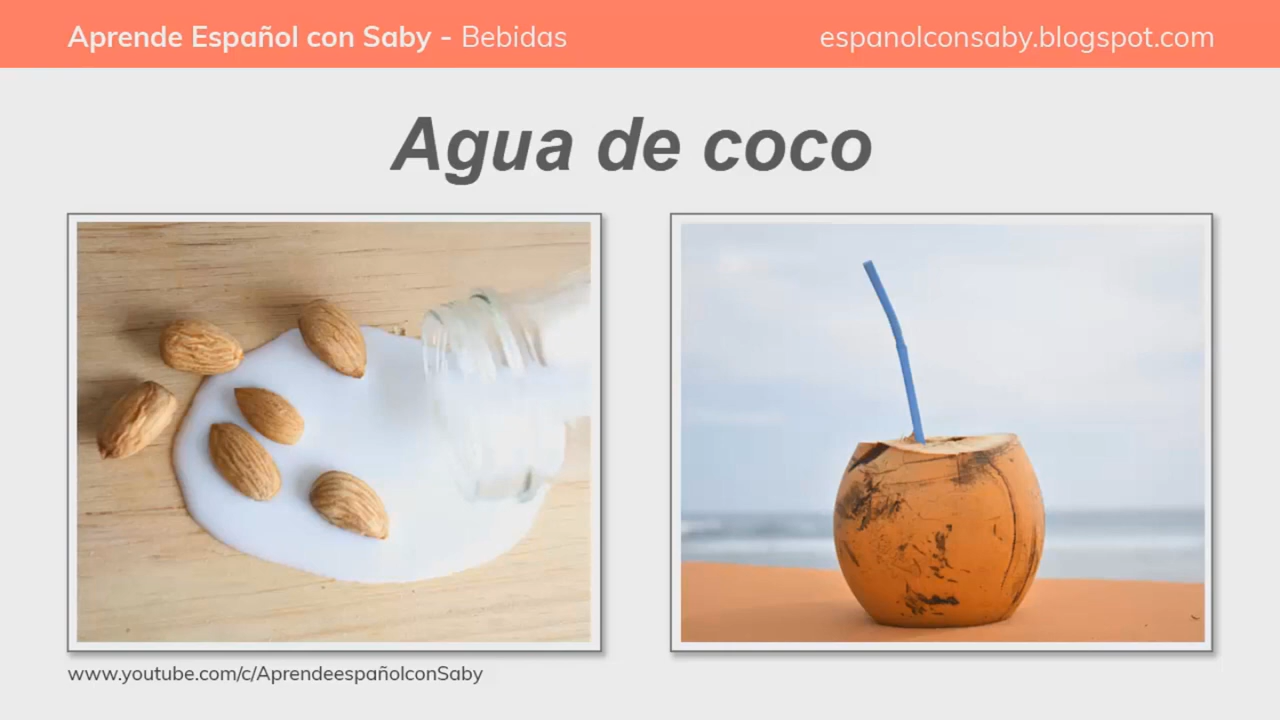 Aprende Español con Saby - Bebidas
espanolconsaby.blogspot.com
Agua de coco
www.youtube.com/c/AprendeespañolconSaby